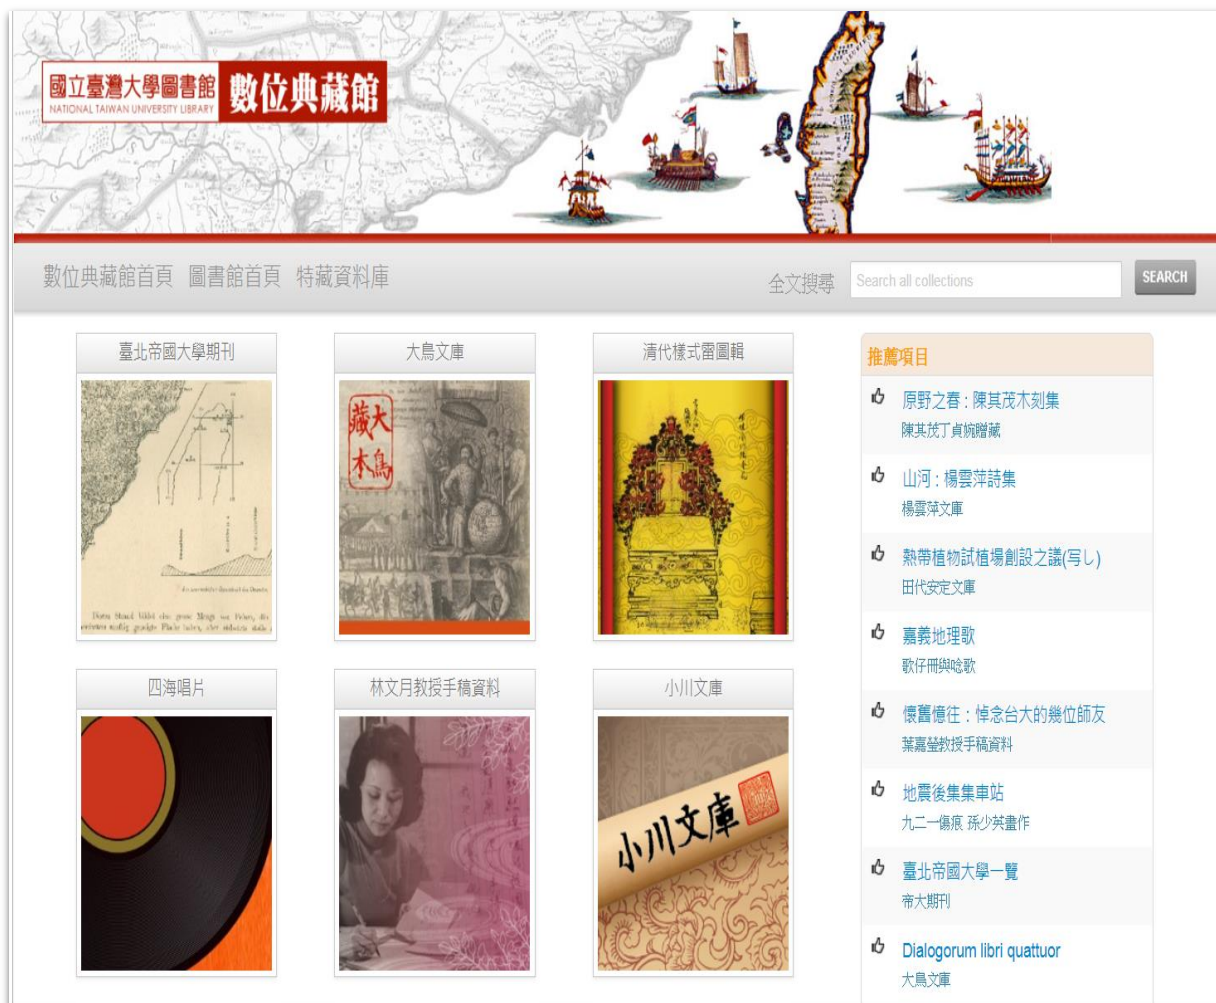 國立臺灣大學圖書館
NATIONAL TAIWAN UNIVERSITY LIBRARY
數位典藏館
數位典藏館首頁 圖書館首頁 特藏資料庫
全文搜尋
Search all collections
SEARCH
臺北帝國大學期刊
大鳥文庫
清代樣式雷圖輯
大鳥
藏本
四海唱片
林文月教授手稿資料
小川文庫
小川文庫
推薦項目
原野之春 : 陳其茂木刻集
陳其茂丁貞婉贈藏
山河 : 楊雲萍詩集
楊雲萍文庫
熱帶植物試植場創設之議(写し)
田代安定文庫
嘉義地理歌
歌仔冊與唸歌
懷舊憶往：悼念台大的幾位師友
葉嘉瑩教授手稿資料
地震後集集車站
九二一傷痕 孫少英畫作
臺北帝國大學一覽
帝大期刊
Dialogorum libri quattuor
大鳥文庫